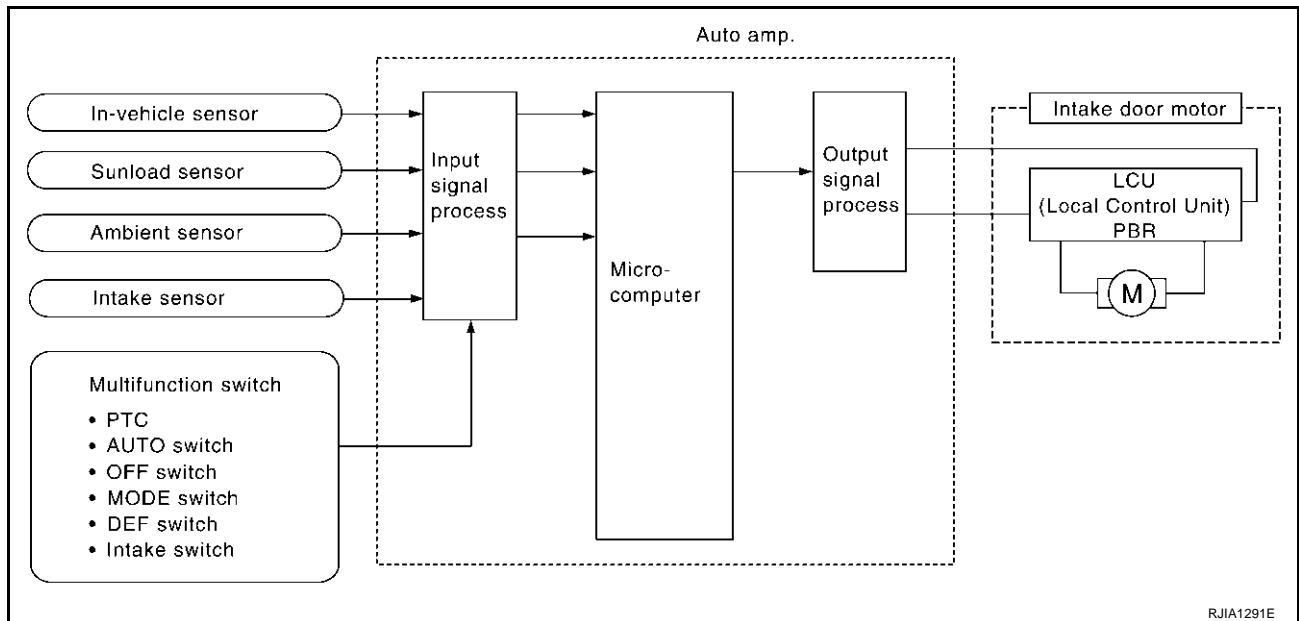 Auto amp.
In-vehicle sensor
Sunload sensor
Ambient sensor
Intake sensor
Multifunction switch
• PTC
• AUTO switch
• OFF switch
• MODE switch
• DEF switch
• Intake switch
Input
signal
process
Micro-
computer
Output
signal
process
Intake door motor
LCU
(Local Control Unit)
PBR
M
RJIA1291E